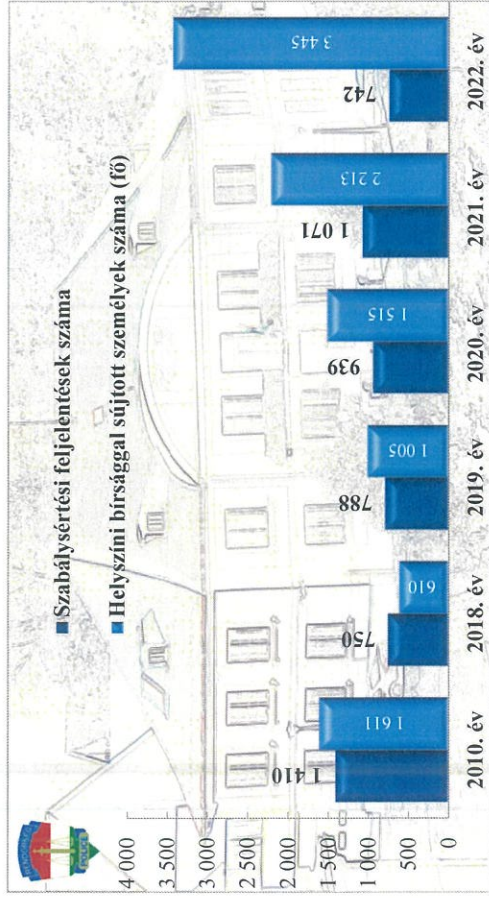 Szabálysértési feljelentések száma
Helyszíni bírsággal sújtott személyek száma (fő)
4 000
3 500
3 000
2 500
2 000
1 500
1 000
500
0
1 410
1 611
750
610
788
1 005
939
1 515
1 071
2 213
742
3 445
2010. év
2018. év
2019. év
2020. év
2021. év
2022. év